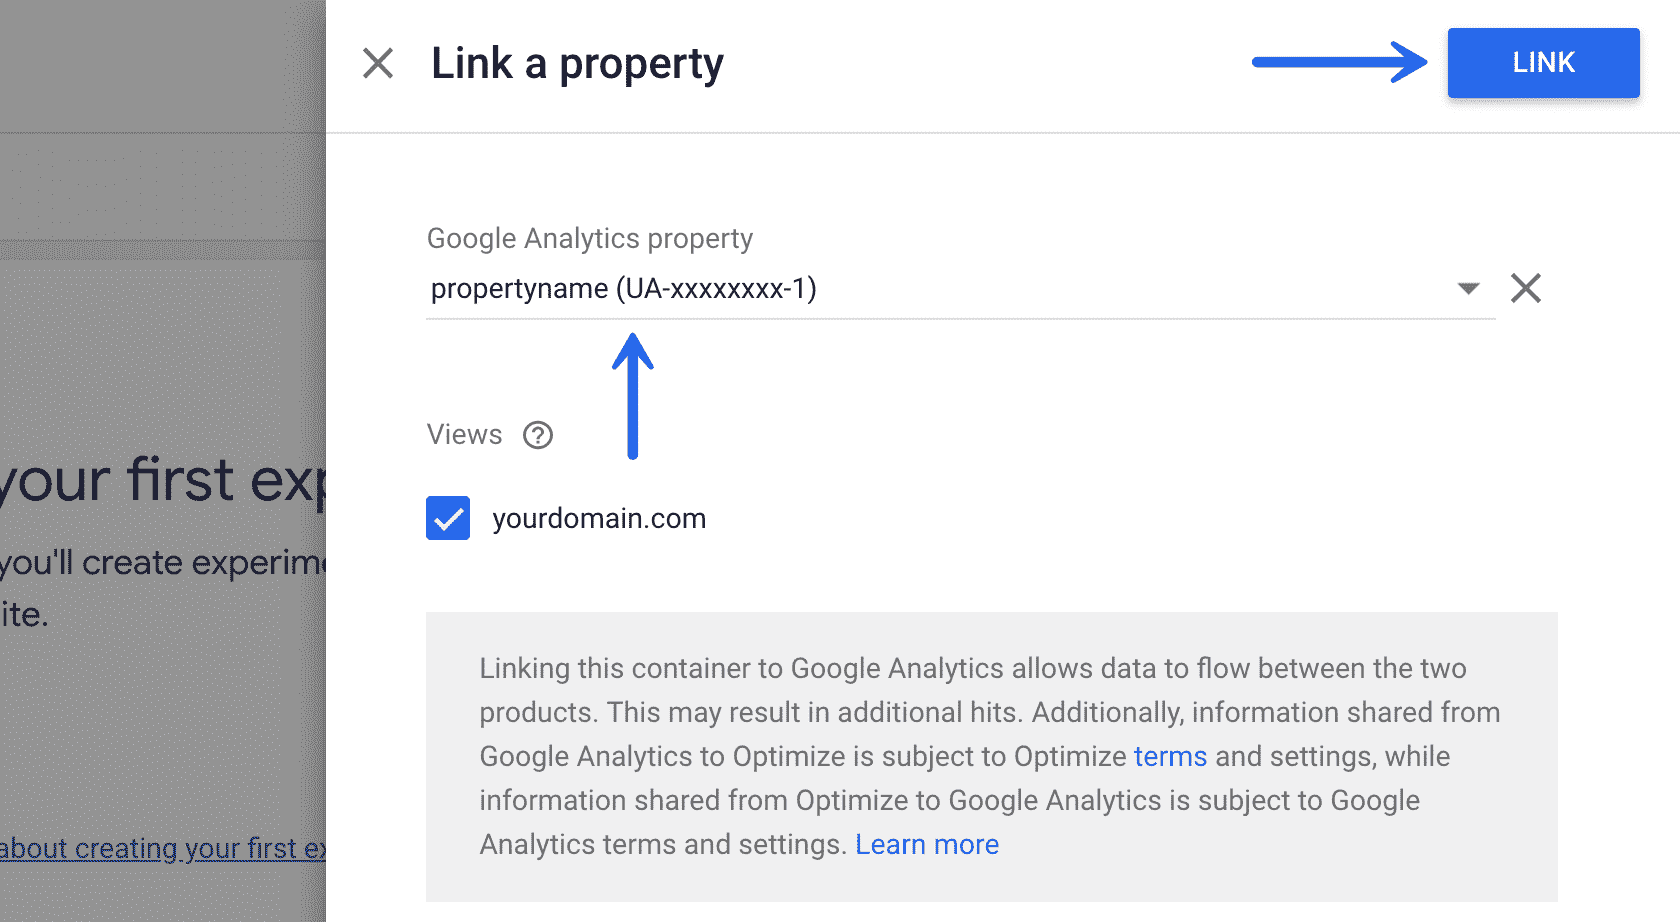 Link a property
LINK
Google Analytics property
propertyname (UA-xxxxxxxx-1)
Views
yourdomain.com
Linking this container to Google Analytics allows data to flow between the two
products. This may result in additional hits. Additionally, information shared from
Google Analytics to Optimize is subject to Optimize terms and settings, while
information shared from Optimize to Google Analytics is subject to Google
Analytics terms and settings. Learn more
your first exp
you'll create experime
ite.
about creating your first ex